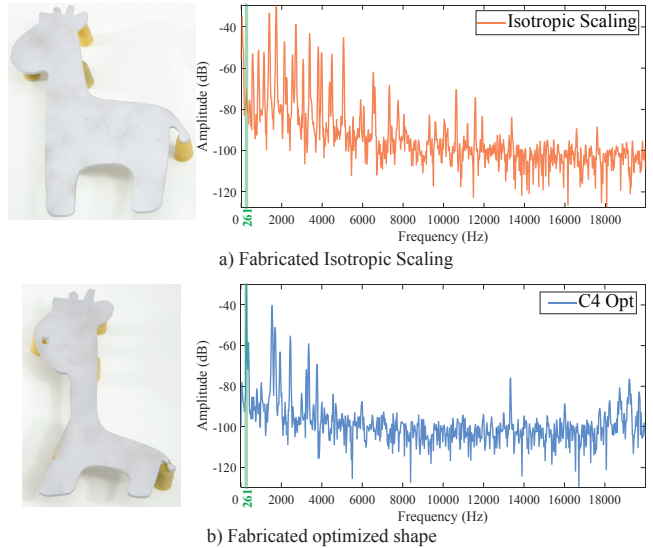 -40
-60
-80
-100
-120
Amplitude (dB)
Isotropic Scaling
0 261 2000 4000 6000 8000 10000 12000 14000 16000 18000
Frequency (Hz)
a) Fabricated Isotropic Scaling
-40
-60
-80
-100
-120
Amplitude (dB)
C4 Opt
0 261 2000 4000 6000 8000 10000 12000 14000 16000 18000
Frequency (Hz)
b) Fabricated optimized shape